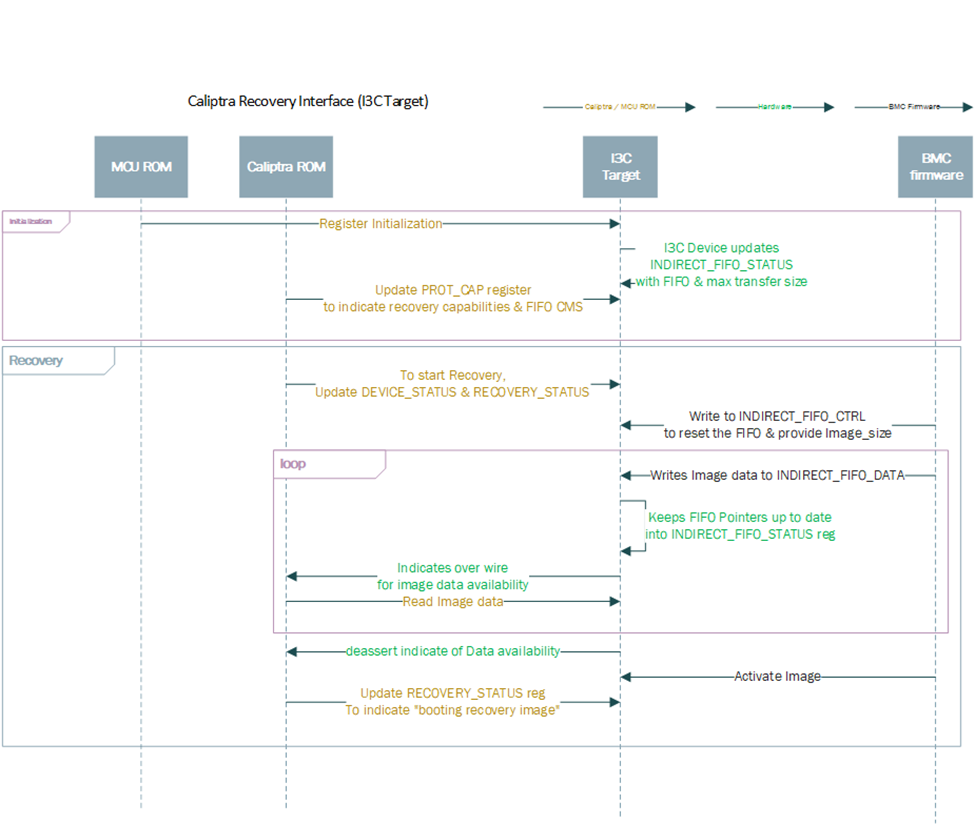 Caliptra Recovery Interface (I3C Target)
Caliptra / MCU ROM
Hardware
BMC Firmware
MCU ROM
Caliptra ROM
I3C
Target
BMC
firmware
Initialization
Register Initialization
I3C Device updates
INDIRECT_FIFO_STATUS
with FIFO & max transfer size
Update PROT_CAP register
to indicate recovery capabilities & FIFO CMS
Recovery
To start Recovery,
Update DEVICE_STATUS & RECOVERY_STATUS
Write to INDIRECT_FIFO_CTRL
to reset the FIFO & provide Image_size
loop
Writes Image data to INDIRECT_FIFO_DATA
Keeps FIFO Pointers up to date
into INDIRECT_FIFO_STATUS reg
Indicates over wire
for image data availability
Read Image data
deassert indicate of Data availability
Activate Image
Update RECOVERY_STATUS reg
To indicate "booting recovery image"